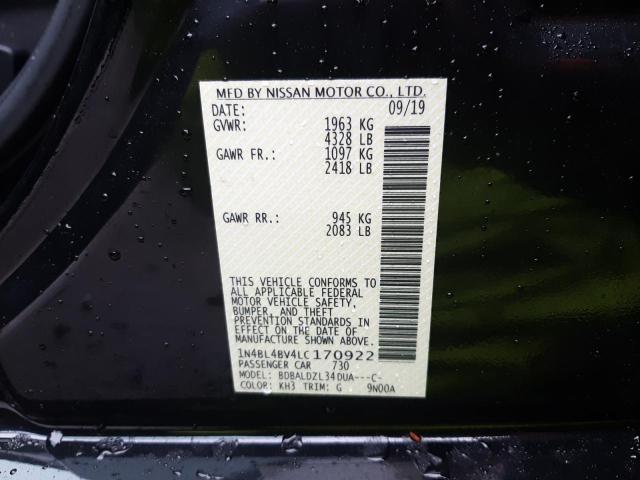 MFD BY NISSAN MOTOR CO., LTD.
DATE: 09/19
GVWR: 1963 KG
4328 LB
GAWR FR.: 1097 KG
2418 LB
GAWR RR.: 945 KG
2083 LB
THIS VEHICLE CONFORMS TO
ALL APPLICABLE FEDERAL
MOTOR VEHICLE SAFETY,
BUMPER, AND THEFT
PREVENTION STANDARDS IN
EFFECT ON THE DATE OF
MANUFACTURE SHOWN ABOVE.
1N4BL4BV4LC170922
PASSENGER CAR 730
MODEL: BDBALDZL34DUA---C-
COLOR: KH3 TRIM: G 9N00A